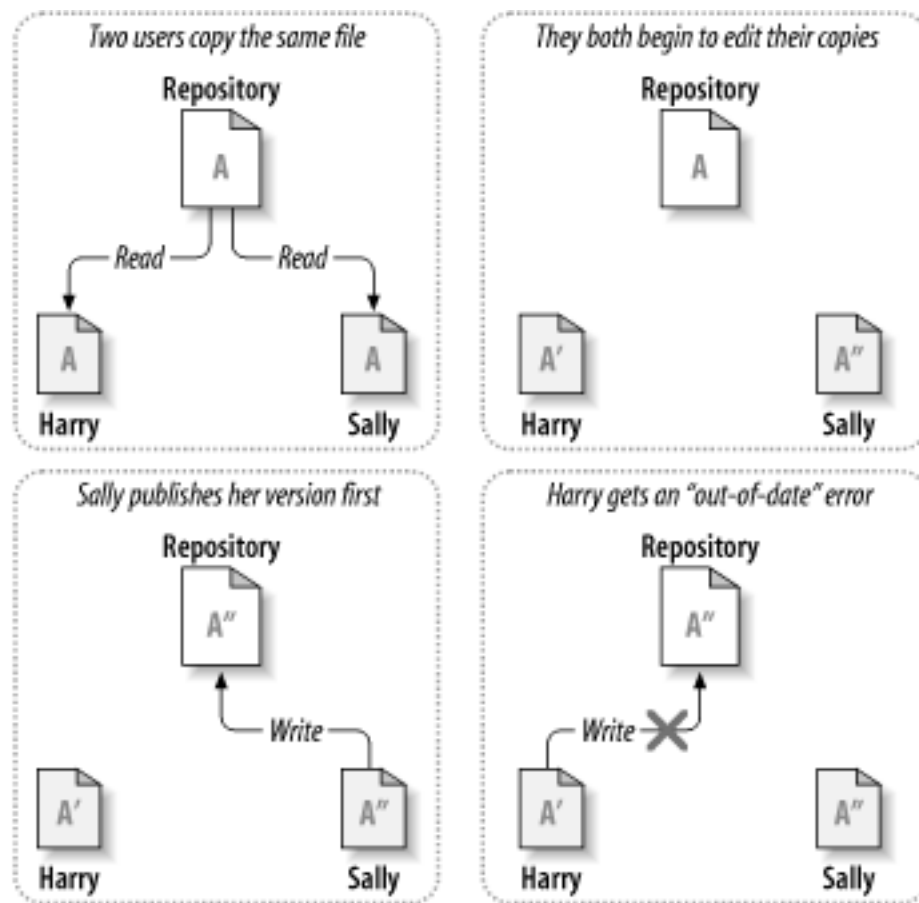 Two users copy the same file
Repository
A
Read Read
A A
Harry Sally
They both begin to edit their copies
Repository
A
A′ A″
Harry Sally
Sally publishes her version first
Repository
A″
Write
A′ A″
Harry Sally
Harry gets an “out-of-date” error
Repository
A″
Write
A′ A″
Harry Sally